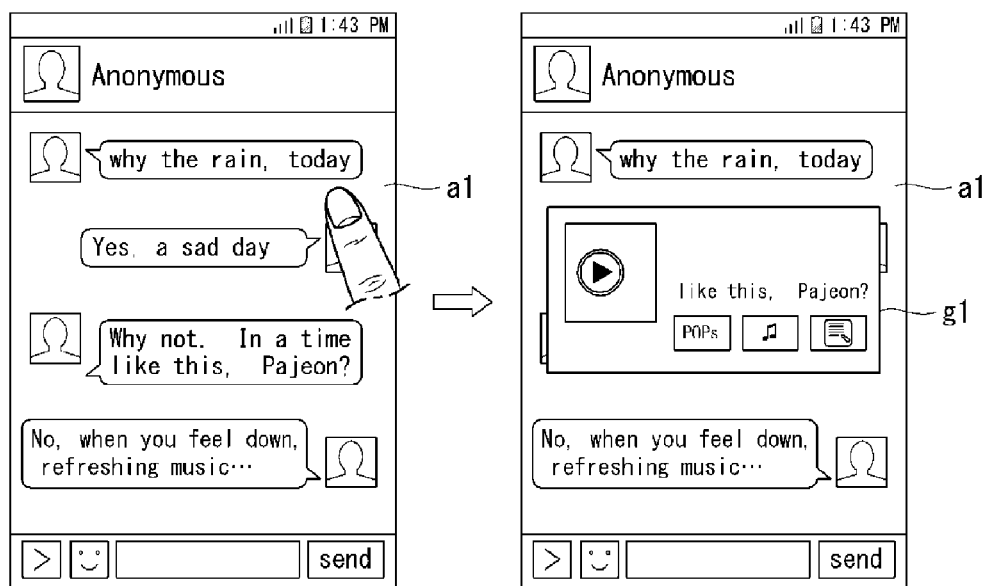 1:43 PM
Anonymous
why the rain, today
a1
Yes, a sad day
Why not. In a time
like this, Pajeon?
No, when you feel down,
refreshing music…
send
1:43 PM
Anonymous
why the rain, today
a1
like this, Pajeon?
g1
POPs
No, when you feel down,
refreshing music…
send